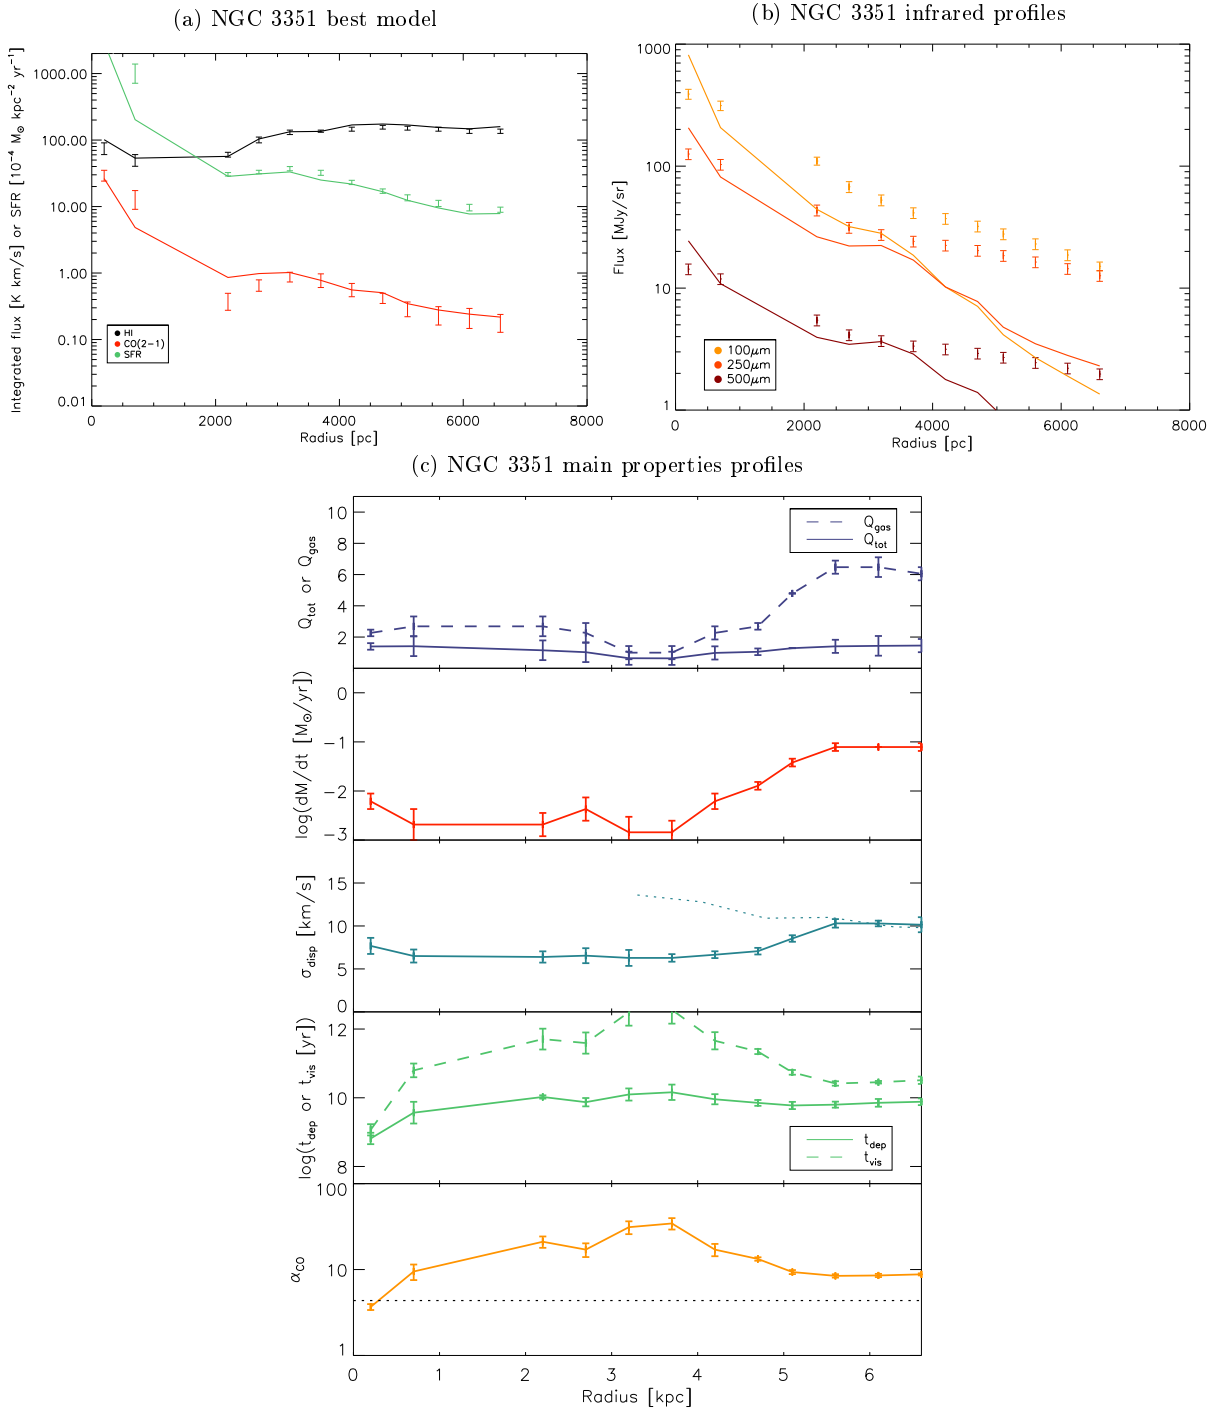 (a) NGC 3351 best model
Integrated flux [K km/s] or SFR [10⁻⁴ M⊙ kpc⁻² yr⁻¹]
1000.00
100.00
10.00
1.00
0.10
0.01
HI
CO(2-1)
SFR
0 2000 4000 6000 8000
Radius [pc]
(b) NGC 3351 infrared profiles
Flux [MJy/sr]
1000
100
10
1
100μm
250μm
500μm
0 2000 4000 6000 8000
Radius [pc]
(c) NGC 3351 main properties profiles
Q_tot or Q_gas
10
8
6
4
2
Q_gas
Q_tot
log(dM/dt [M⊙/yr])
0
−1
−2
−3
σ_disp [km/s]
15
10
5
0
log(t_dep or t_vis [yr])
12
10
8
t_dep
t_vis
α_CO
100
10
1
0 1 2 3 4 5 6
Radius [kpc]